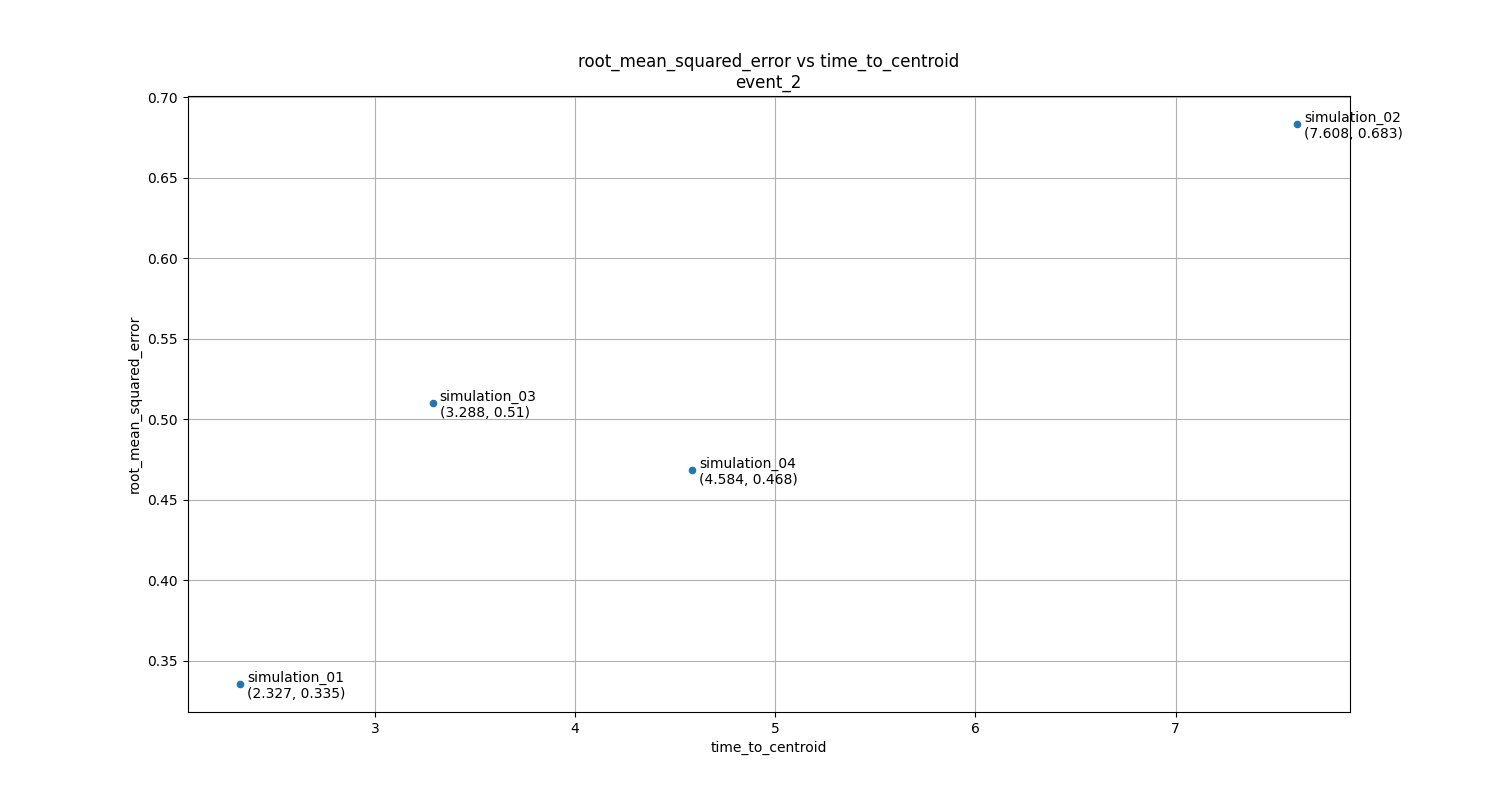 root_mean_squared_error vs time_to_centroid
event_2
0.70
0.65
0.60
0.55
0.50
0.45
0.40
0.35
root_mean_squared_error
simulation_02
(7.608, 0.683)
simulation_03
(3.288, 0.51)
simulation_04
(4.584, 0.468)
simulation_01
(2.327, 0.335)
3 4 5 6 7
time_to_centroid